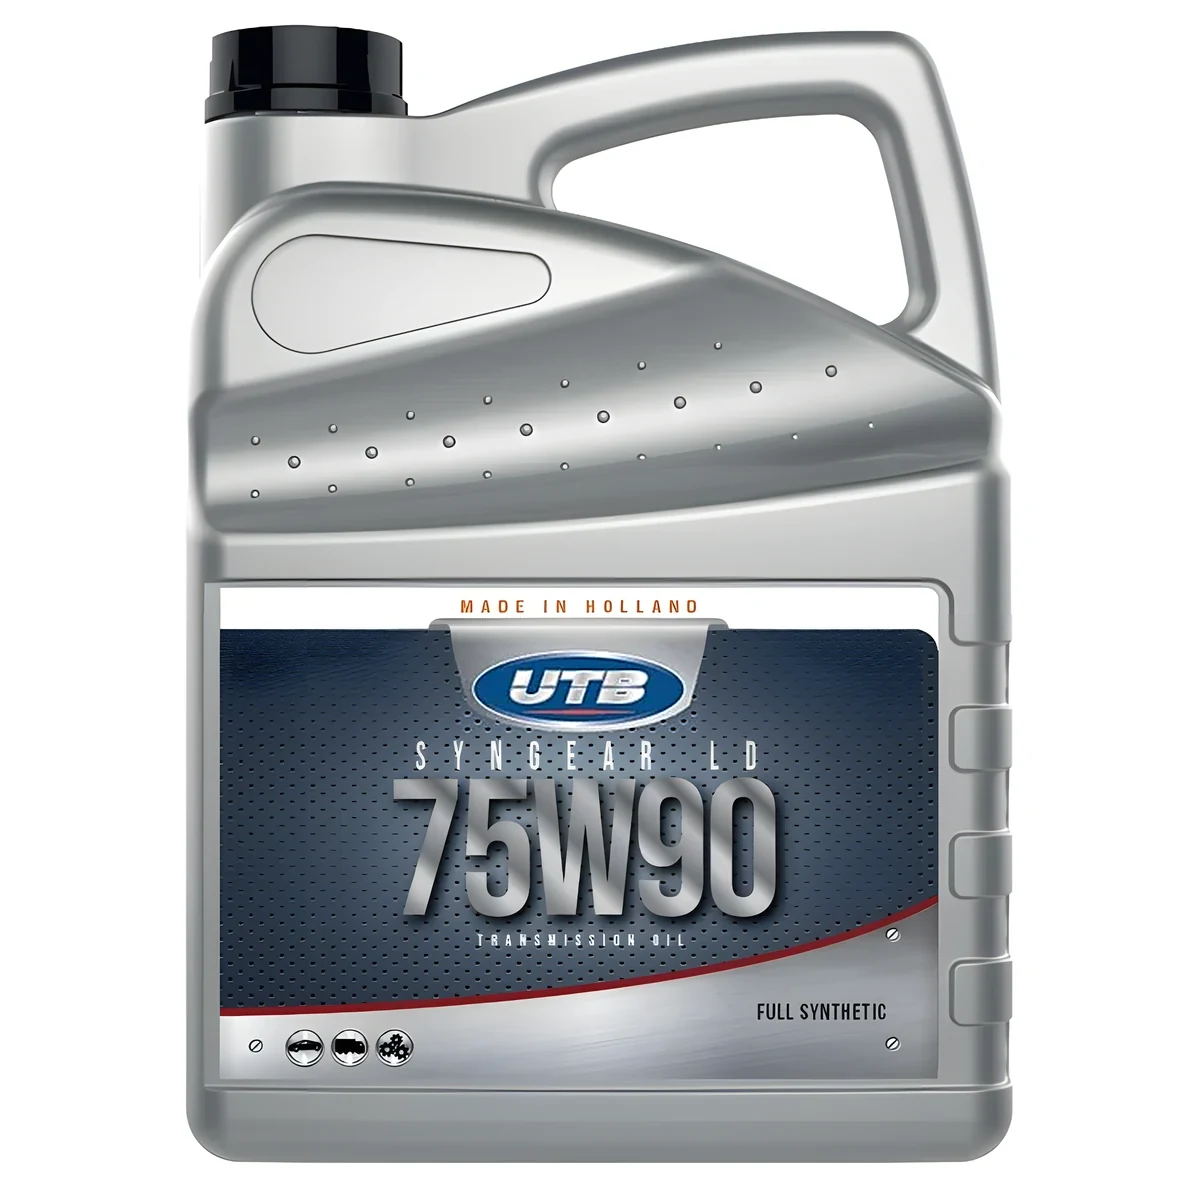 MADE IN HOLLAND
UTB
SYNGEAR LD
75W90
TRANSMISSION OIL
FULL SYNTHETIC